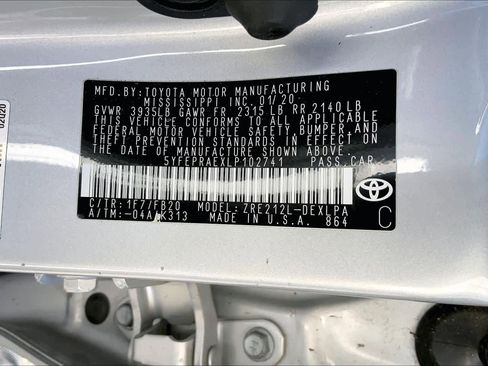 MFD.BY:TOYOTA MOTOR MANUFACTURING
MISSISSIPPI INC. 01/20
GVWR 3935LB GAWR FR 2315 LB RR 2140 LB
THIS VEHICLE CONFORMS TO ALL APPLICABLE
FEDERAL MOTOR VEHICLE SAFETY, BUMPER, AND
THEFT PREVENTION STANDARDS IN EFFECT ON
THE DATE OF MANUFACTURE SHOWN ABOVE.
5YFEPRAEXLP102741 PASS.CAR
C/TR:1F7/FB20 MODEL:ZRE212L-DEXLPA
A/TM:-04A/K313 MADE IN U.S.A. 864
C
TOYOTA
02020